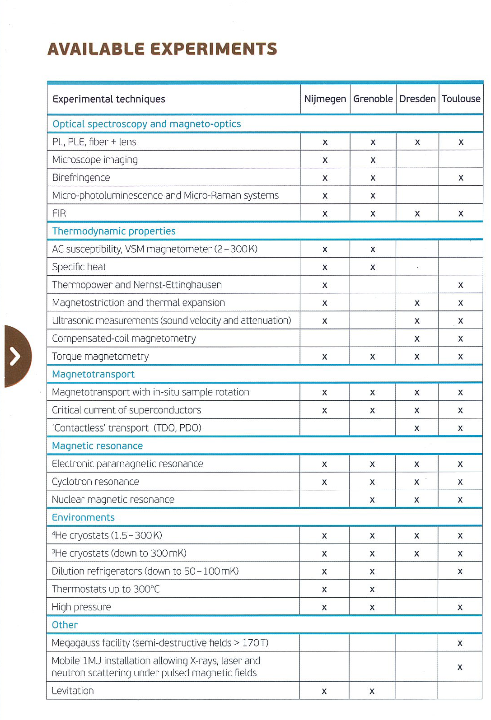 AVAILABLE EXPERIMENTS
Experimental techniques Nijmegen Grenoble Dresden Toulouse
Optical spectroscopy and magneto-optics
PL, PLE, fiber + lens x x x x
Microscope imaging x x
Birefringence x x x
Micro-photoluminescence and Micro-Raman systems x x
FIR x x x x
Thermodynamic properties
AC susceptibility, VSM magnetometer (2–300K) x x
Specific heat x x
Thermopower and Nernst-Ettinghausen x x
Magnetostriction and thermal expansion x x x
Ultrasonic measurements (sound velocity and attenuation) x x x
Compensated-coil magnetometry x x
Torque magnetometry x x x x
Magnetotransport
Magnetotransport with in-situ sample rotation x x x x
Critical current of superconductors x x x x
'Contactless' transport (TDO, PDO) x x
Magnetic resonance
Electronic paramagnetic resonance x x x x
Cyclotron resonance x x x x
Nuclear magnetic resonance x x x
Environments
⁴He cryostats (1.5–300K) x x x x
³He cryostats (down to 300mK) x x x x
Dilution refrigerators (down to 50–100mK) x x x
Thermostats up to 300°C x x
High pressure x x x
Other
Megagauss facility (semi-destructive fields > 170T) x
Mobile 1MJ installation allowing X-rays, laser and
neutron scattering under pulsed magnetic fields x
Levitation x x